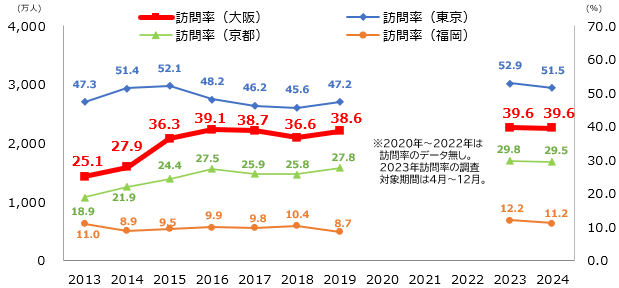 (万人)
(%)
訪問率（大阪）
訪問率（東京）
訪問率（京都）
訪問率（福岡）
4,000
3,000
2,000
1,000
0
70.0
60.0
50.0
40.0
30.0
20.0
10.0
0.0
47.3 51.4 52.1 48.2 46.2 45.6 47.2 52.9 51.5
25.1 27.9 36.3 39.1 38.7 36.6 38.6 39.6 39.6
18.9 21.9 24.4 27.5 25.9 25.8 27.8 29.8 29.5
11.0 8.9 9.5 9.9 9.8 10.4 8.7 12.2 11.2
※2020年～2022年は
訪問率のデータ無し。
2023年訪問率の調査
対象期間は4月～12月。
2013 2014 2015 2016 2017 2018 2019 2020 2021 2022 2023 2024